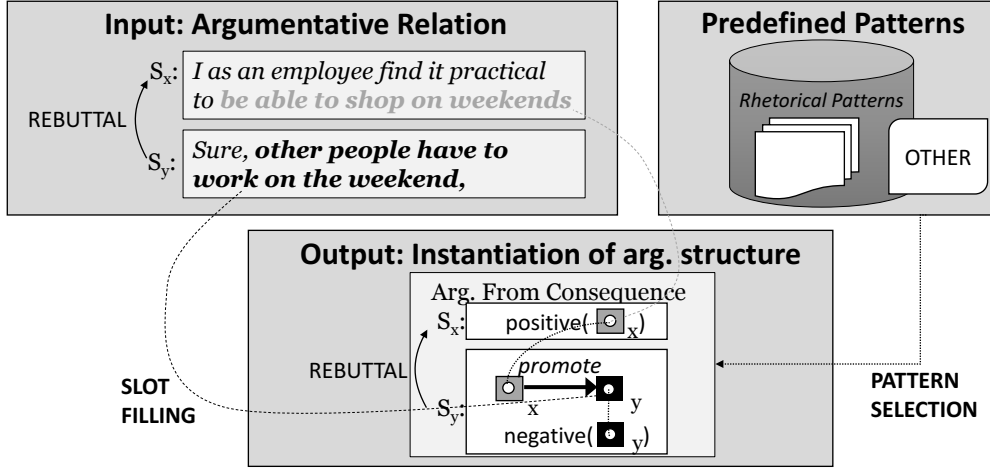 Input: Argumentative Relation
Sx:
I as an employee find it practical
to be able to shop on weekends
REBUTTAL
Sy:
Sure, other people have to
work on the weekend,
Predefined Patterns
Rhetorical Patterns
OTHER
Output: Instantiation of arg. structure
Arg. From Consequence
Sx:
positive( x)
REBUTTAL
promote
x y
Sy:
negative( y)
SLOT
FILLING
PATTERN
SELECTION